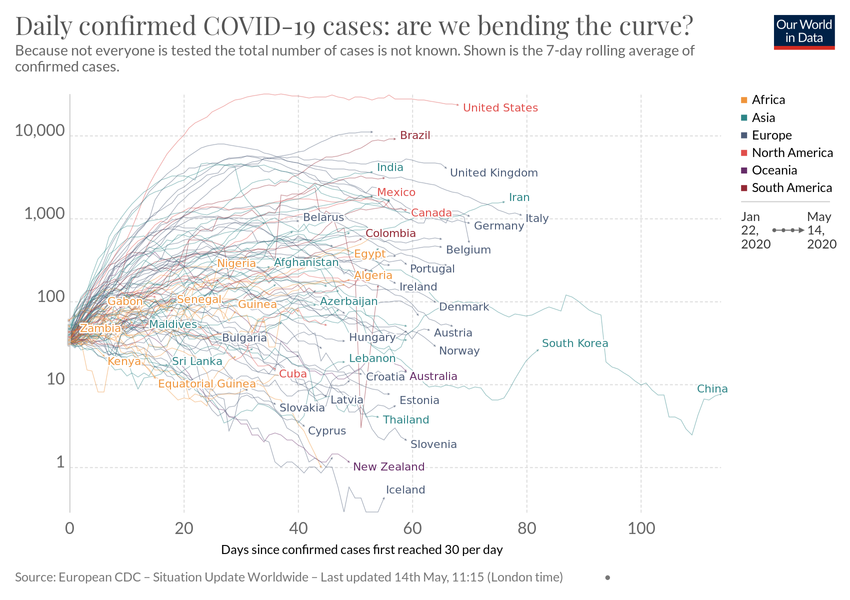 Daily confirmed COVID-19 cases: are we bending the curve?
Our World
in Data
Because not everyone is tested the total number of cases is not known. Shown is the 7-day rolling average of
confirmed cases.
10,000
1,000
100
10
1
United States
Brazil
India
United Kingdom
Mexico
Iran
Canada
Italy
Belarus
Germany
Colombia
Belgium
Egypt
Nigeria
Afghanistan
Portugal
Algeria
Ireland
Gabon
Senegal
Guinea
Azerbaijan
Denmark
Zambia
Maldives
Austria
Bulgaria
Hungary
South Korea
Norway
Kenya
Sri Lanka
Lebanon
Cuba
Croatia
Australia
Equatorial Guinea
China
Latvia
Estonia
Slovakia
Thailand
Cyprus
Slovenia
New Zealand
Iceland
0
20
40
60
80
100
Days since confirmed cases first reached 30 per day
Africa
Asia
Europe
North America
Oceania
South America
Jan
22,
2020
May
14,
2020
Source: European CDC – Situation Update Worldwide – Last updated 14th May, 11:15 (London time)